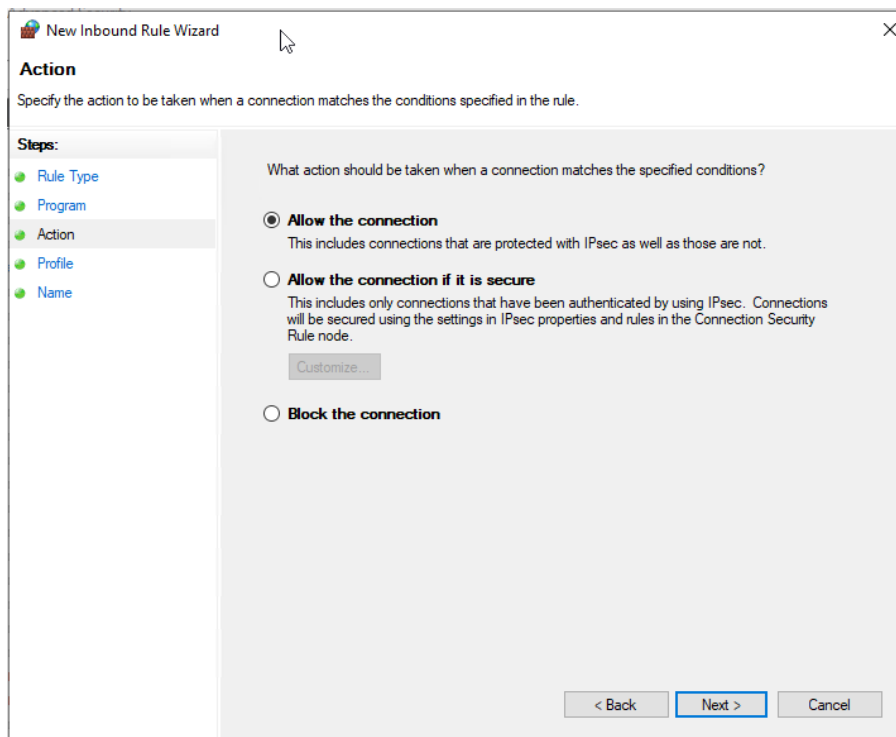 New Inbound Rule Wizard
Action
Specify the action to be taken when a connection matches the conditions specified in the rule.
Steps:
Rule Type
Program
Action
Profile
Name
What action should be taken when a connection matches the specified conditions?
Allow the connection
This includes connections that are protected with IPsec as well as those are not.
Allow the connection if it is secure
This includes only connections that have been authenticated by using IPsec. Connections
will be secured using the settings in IPsec properties and rules in the Connection Security
Rule node.
Customize...
Block the connection
< Back
Next >
Cancel